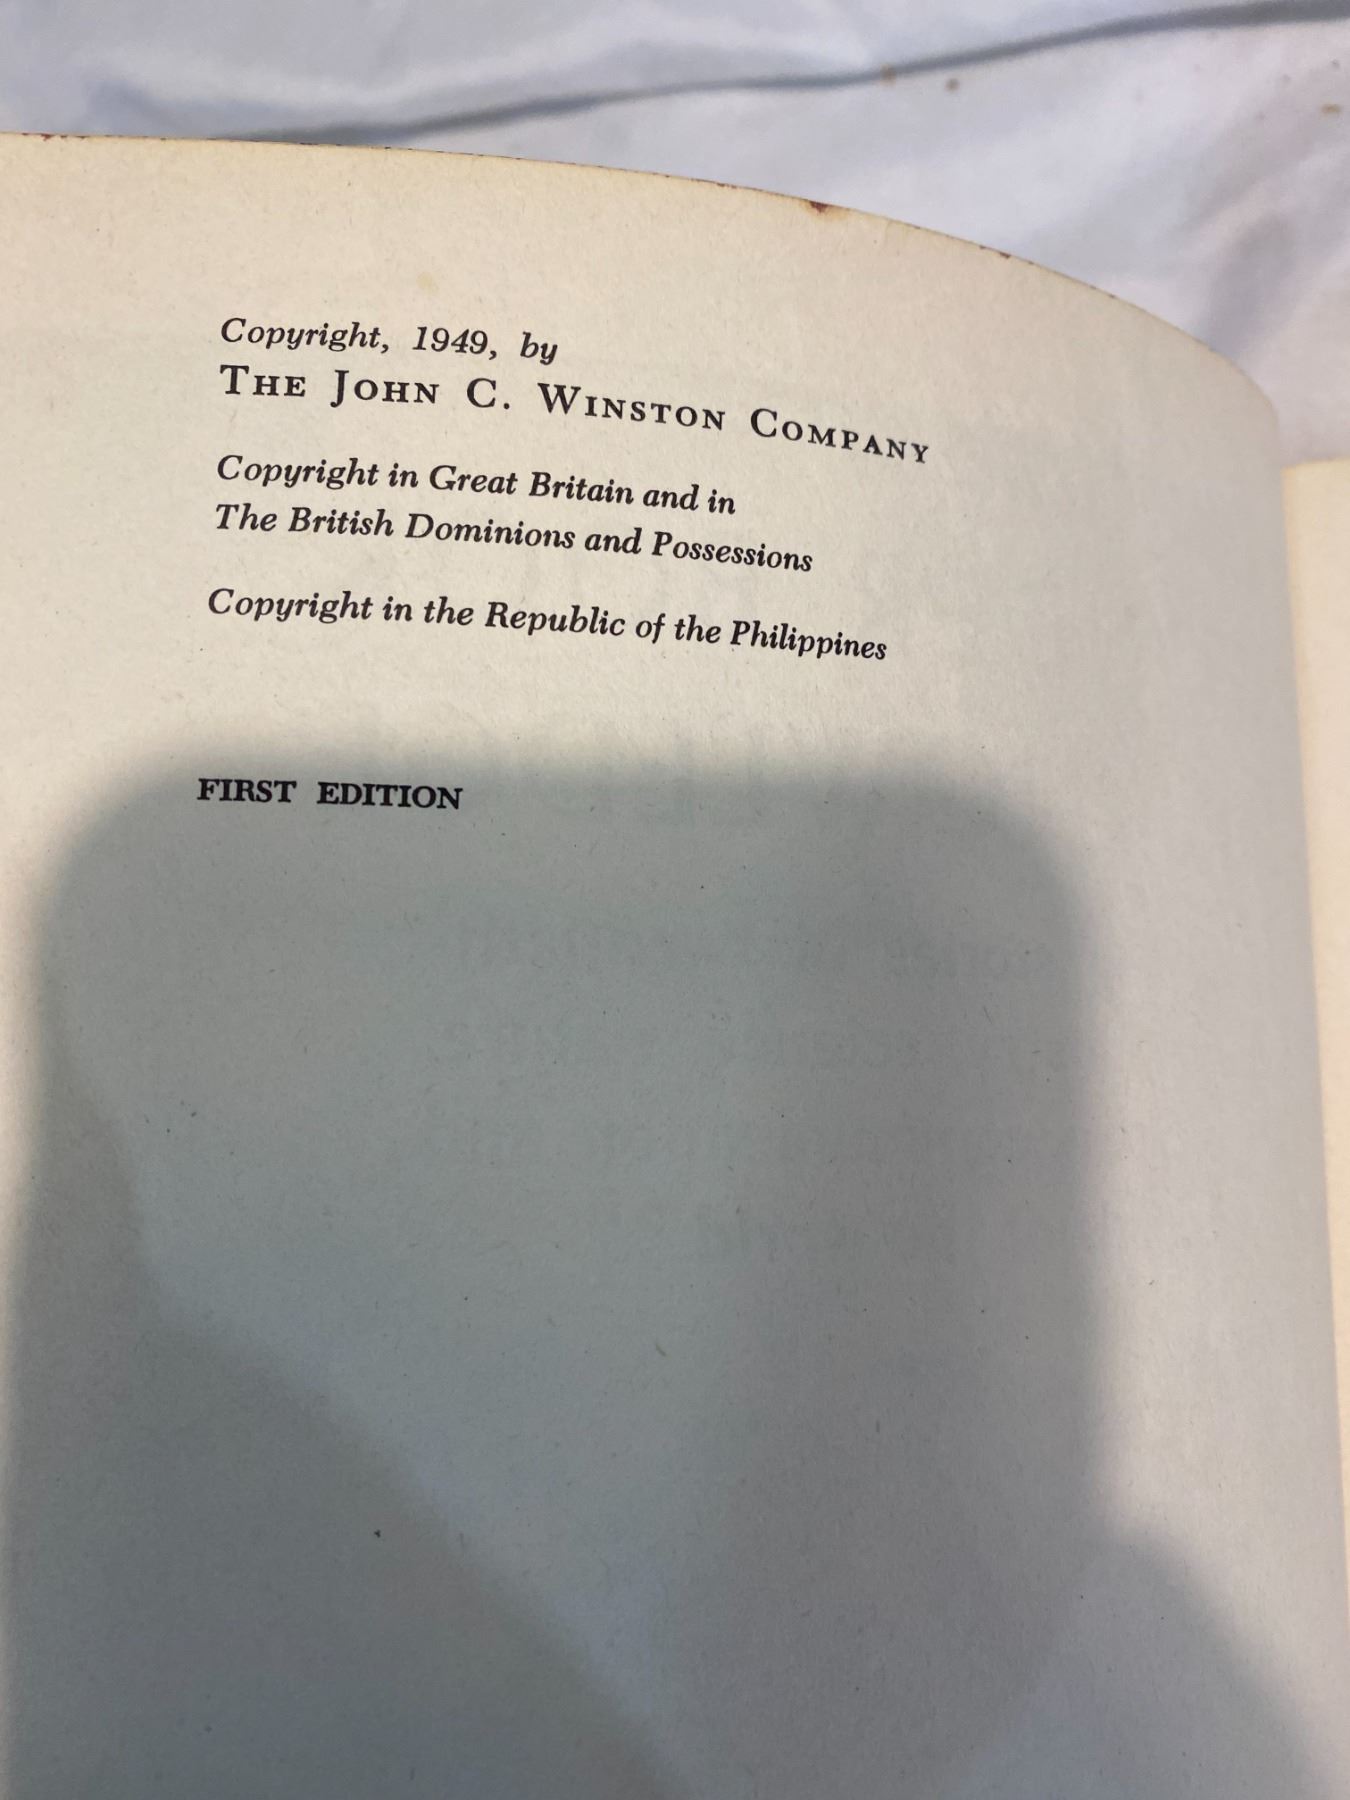 Copyright, 1949, by
THE JOHN C. WINSTON COMPANY
Copyright in Great Britain and in
The British Dominions and Possessions
Copyright in the Republic of the Philippines
FIRST EDITION